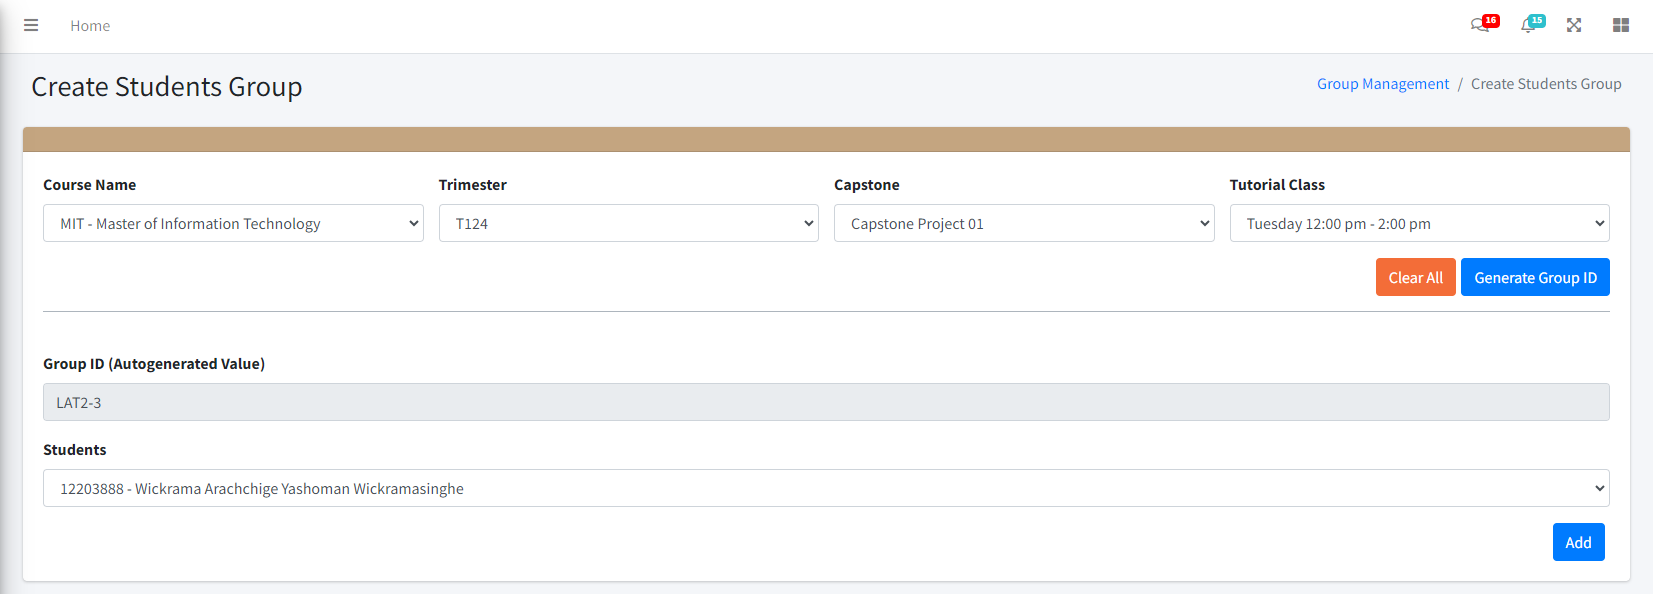 Home
16
15
Create Students Group
Group Management / Create Students Group
Course Name
Trimester
Capstone
Tutorial Class
MIT - Master of Information Technology
T124
Capstone Project 01
Tuesday 12:00 pm - 2:00 pm
Clear All
Generate Group ID
Group ID (Autogenerated Value)
LAT2-3
Students
12203888 - Wickrama Arachchige Yashoman Wickramasinghe
Add